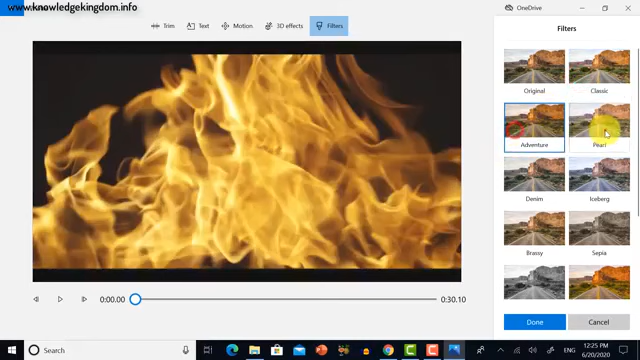 www.knowledgekingdom.info
OneDrive
Trim
Text
Motion
3D effects
Filters
Filters
Original
Classic
Adventure
Pearl
Denim
Iceberg
Brassy
Sepia
0:00.00
0:30.10
Done
Cancel
Search
ENG
12:25 PM
6/20/2020